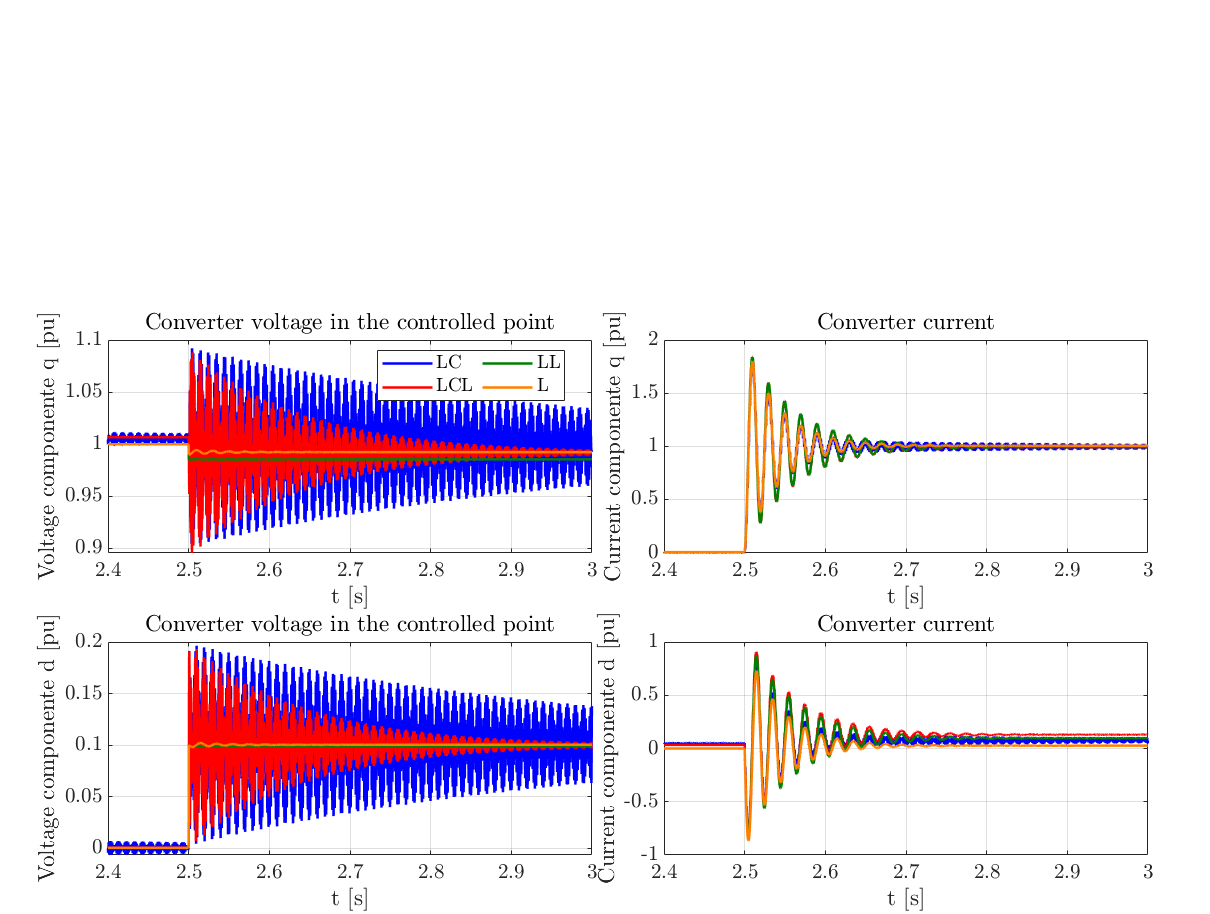 Converter voltage in the controlled point
Voltage componente q [pu]
1.1
1.05
1
0.95
0.9
LC
LL
LCL
L
2.4 2.5 2.6 2.7 2.8 2.9 3
t [s]
Converter current
Current componente q [pu]
2
1.5
1
0.5
0
2.4 2.5 2.6 2.7 2.8 2.9 3
t [s]
Converter voltage in the controlled point
Voltage componente d [pu]
0.2
0.15
0.1
0.05
0
2.4 2.5 2.6 2.7 2.8 2.9 3
t [s]
Converter current
Current componente d [pu]
1
0.5
0
-0.5
-1
2.4 2.5 2.6 2.7 2.8 2.9 3
t [s]